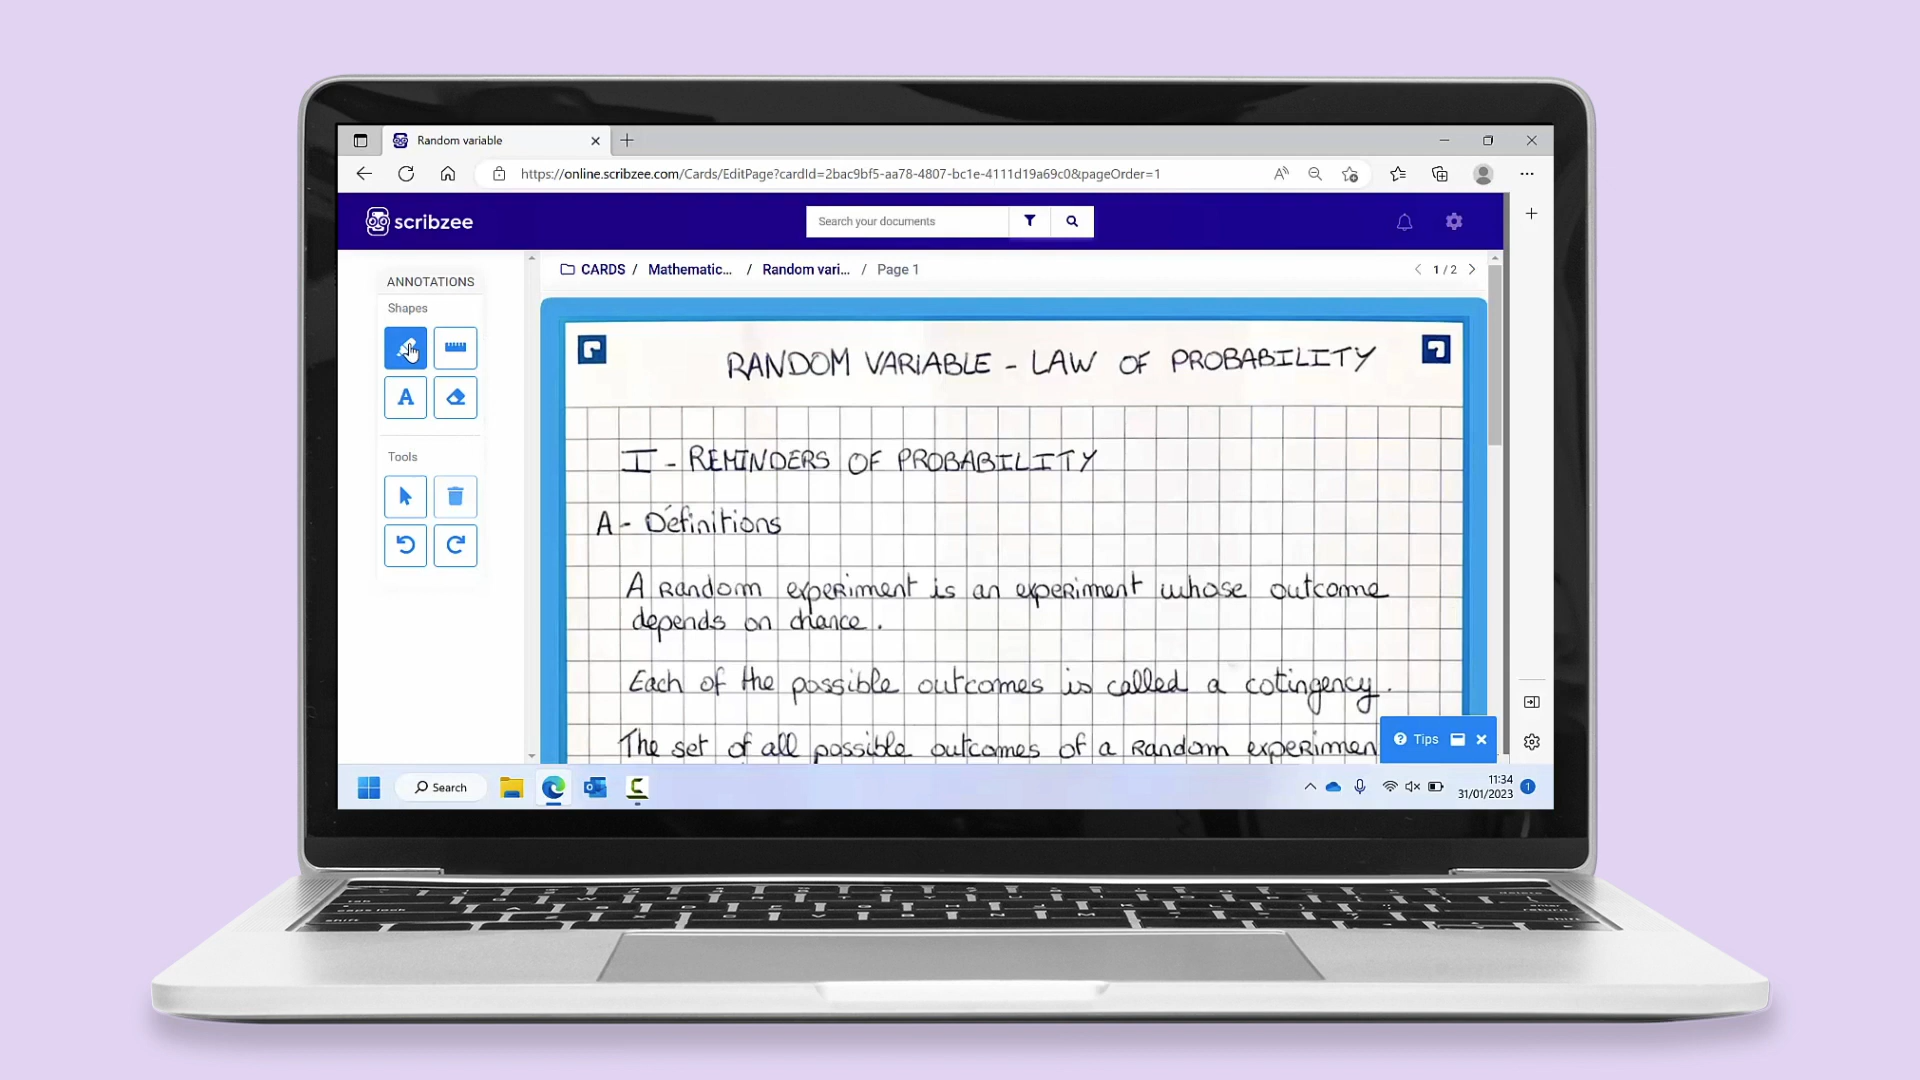 Random variable
https://online.scribzee.com/Cards/EditPage?cardId=2bac9bf5-aa78-4807-bc1e-4111d19a69c0&pageOrder=1
scribzee
Search your documents
ANNOTATIONS
Shapes
A
Tools
CARDS / Mathematic... / Random vari... / Page 1
1 / 2
RANDOM VARIABLE - LAW OF PROBABILITY
I - REMINDERS OF PROBABILITY
A - Définitions
A random experiment is an experiment whose outcome
depends on chance.
Each of the possible outcomes is called a cotingency.
The set of all possible outcomes of a random experimen
Tips
Search
11:34
31/01/2023
1